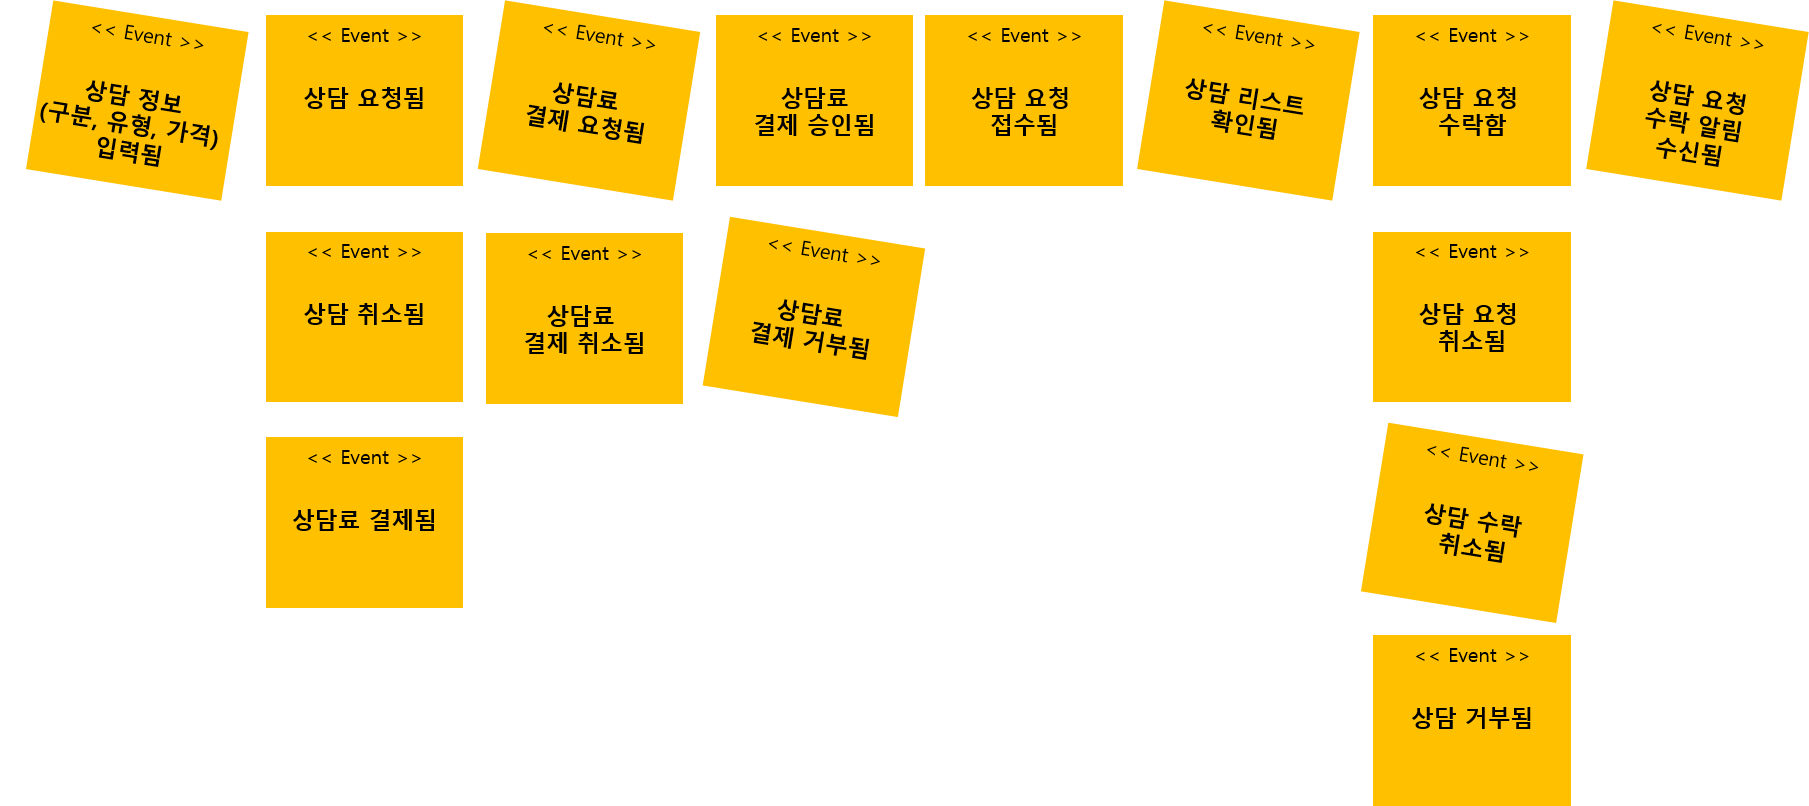 << Event >>
상담 정보
(구분, 유형, 가격)
입력됨
<< Event >>
상담 요청됨
<< Event >>
상담료
결제 요청됨
<< Event >>
상담료
결제 승인됨
<< Event >>
상담 요청
접수됨
<< Event >>
상담 리스트
확인됨
<< Event >>
상담 요청
수락함
<< Event >>
상담 요청
수락 알림
수신됨
<< Event >>
상담 취소됨
<< Event >>
상담료
결제 취소됨
<< Event >>
상담료
결제 거부됨
<< Event >>
상담 요청
취소됨
<< Event >>
상담료 결제됨
<< Event >>
상담 수락
취소됨
<< Event >>
상담 거부됨